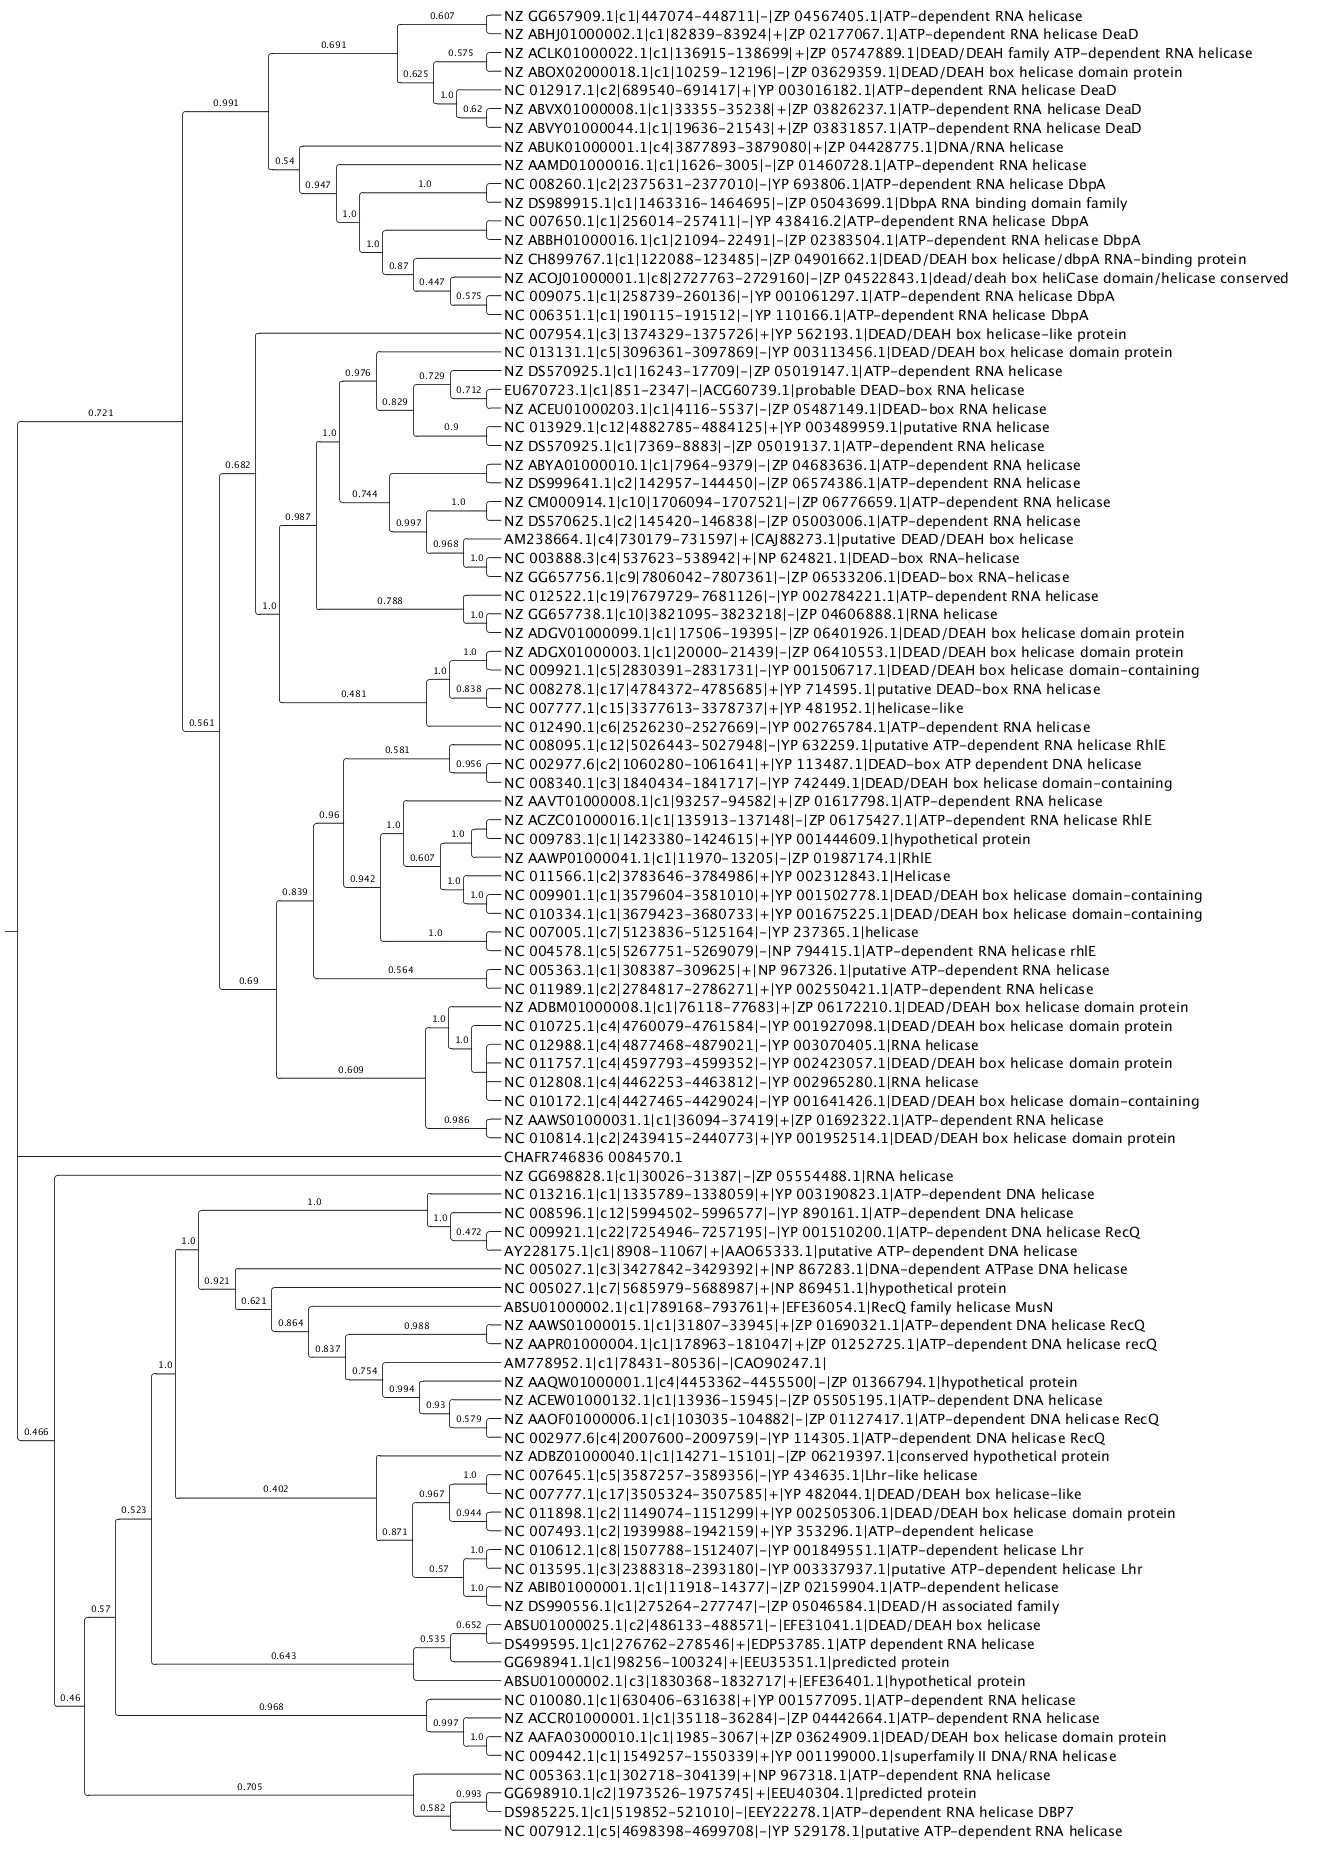 0.607
NZ GG657909.1|c1|447074-448711|-|ZP 04567405.1|ATP-dependent RNA helicase
NZ ABHJ01000002.1|c1|82839-83924|+|ZP 02177067.1|ATP-dependent RNA helicase DeaD
0.691
0.575
NZ ACLK01000022.1|c1|136915-138699|+|ZP 05747889.1|DEAD/DEAH family ATP-dependent RNA helicase
NZ ABOX02000018.1|c1|10259-12196|-|ZP 03629359.1|DEAD/DEAH box helicase domain protein
0.625
NC 012917.1|c2|689540-691417|+|YP 003016182.1|ATP-dependent RNA helicase DeaD
1.0
0.62
NZ ABVX01000008.1|c1|33355-35238|+|ZP 03826237.1|ATP-dependent RNA helicase DeaD
0.991
NZ ABVY01000044.1|c1|19636-21543|+|ZP 03831857.1|ATP-dependent RNA helicase DeaD
NZ ABUK01000001.1|c4|3877893-3879080|+|ZP 04428775.1|DNA/RNA helicase
0.54
NZ AAMD01000016.1|c1|1626-3005|-|ZP 01460728.1|ATP-dependent RNA helicase
0.947
1.0
NC 008260.1|c2|2375631-2377010|-|YP 693806.1|ATP-dependent RNA helicase DbpA
NZ DS989915.1|c1|1463316-1464695|-|ZP 05043699.1|DbpA RNA binding domain family
1.0
NC 007650.1|c1|256014-257411|-|YP 438416.2|ATP-dependent RNA helicase DbpA
1.0
NZ ABBH01000016.1|c1|21094-22491|-|ZP 02383504.1|ATP-dependent RNA helicase DbpA
NZ CH899767.1|c1|122088-123485|-|ZP 04901662.1|DEAD/DEAH box helicase/dbpA RNA-binding protein
0.87
0.447
NZ ACOJ01000001.1|c8|2727763-2729160|-|ZP 04522843.1|dead/deah box heliCase domain/helicase conserved
0.575
NC 009075.1|c1|258739-260136|-|YP 001061297.1|ATP-dependent RNA helicase DbpA
NC 006351.1|c1|190115-191512|-|YP 110166.1|ATP-dependent RNA helicase DbpA
NC 007954.1|c3|1374329-1375726|+|YP 562193.1|DEAD/DEAH box helicase-like protein
NC 013131.1|c5|3096361-3097869|-|YP 003113456.1|DEAD/DEAH box helicase domain protein
0.976
0.729
NZ DS570925.1|c1|16243-17709|-|ZP 05019147.1|ATP-dependent RNA helicase
0.712
EU670723.1|c1|851-2347|-|ACG60739.1|probable DEAD-box RNA helicase
0.829
NZ ACEU01000203.1|c1|4116-5537|-|ZP 05487149.1|DEAD-box RNA helicase
0.721
0.9
NC 013929.1|c12|4882785-4884125|+|YP 003489959.1|putative RNA helicase
1.0
NZ DS570925.1|c1|7369-8883|-|ZP 05019137.1|ATP-dependent RNA helicase
0.682
NZ ABYA01000010.1|c1|7964-9379|-|ZP 04683636.1|ATP-dependent RNA helicase
NZ DS999641.1|c2|142957-144450|-|ZP 06574386.1|ATP-dependent RNA helicase
0.744
1.0
NZ CM000914.1|c10|1706094-1707521|-|ZP 06776659.1|ATP-dependent RNA helicase
0.987
0.997
NZ DS570625.1|c2|145420-146838|-|ZP 05003006.1|ATP-dependent RNA helicase
AM238664.1|c4|730179-731597|+|CAJ88273.1|putative DEAD/DEAH box helicase
0.968
1.0
NC 003888.3|c4|537623-538942|+|NP 624821.1|DEAD-box RNA-helicase
NZ GG657756.1|c9|7806042-7807361|-|ZP 06533206.1|DEAD-box RNA-helicase
NC 012522.1|c19|7679729-7681126|-|YP 002784221.1|ATP-dependent RNA helicase
1.0
0.788
1.0
NZ GG657738.1|c10|3821095-3823218|-|ZP 04606888.1|RNA helicase
NZ ADGV01000099.1|c1|17506-19395|-|ZP 06401926.1|DEAD/DEAH box helicase domain protein
1.0
NZ ADGX01000003.1|c1|20000-21439|-|ZP 06410553.1|DEAD/DEAH box helicase domain protein
1.0
NC 009921.1|c5|2830391-2831731|-|YP 001506717.1|DEAD/DEAH box helicase domain-containing
0.838
NC 008278.1|c17|4784372-4785685|+|YP 714595.1|putative DEAD-box RNA helicase
0.481
NC 007777.1|c15|3377613-3378737|+|YP 481952.1|helicase-like
0.561
NC 012490.1|c6|2526230-2527669|-|YP 002765784.1|ATP-dependent RNA helicase
0.581
NC 008095.1|c12|5026443-5027948|-|YP 632259.1|putative ATP-dependent RNA helicase RhlE
0.956
NC 002977.6|c2|1060280-1061641|+|YP 113487.1|DEAD-box ATP dependent DNA helicase
NC 008340.1|c3|1840434-1841717|-|YP 742449.1|DEAD/DEAH box helicase domain-containing
NZ AAVT01000008.1|c1|93257-94582|+|ZP 01617798.1|ATP-dependent RNA helicase
0.96
1.0
1.0
NZ ACZC01000016.1|c1|135913-137148|-|ZP 06175427.1|ATP-dependent RNA helicase RhlE
NC 009783.1|c1|1423380-1424615|+|YP 001444609.1|hypothetical protein
0.607
NZ AAWP01000041.1|c1|11970-13205|-|ZP 01987174.1|RhlE
0.942
1.0
NC 011566.1|c2|3783646-3784986|+|YP 002312843.1|Helicase
0.839
1.0
NC 009901.1|c1|3579604-3581010|+|YP 001502778.1|DEAD/DEAH box helicase domain-containing
NC 010334.1|c1|3679423-3680733|+|YP 001675225.1|DEAD/DEAH box helicase domain-containing
1.0
NC 007005.1|c7|5123836-5125164|-|YP 237365.1|helicase
NC 004578.1|c5|5267751-5269079|-|NP 794415.1|ATP-dependent RNA helicase rhlE
0.564
NC 005363.1|c1|308387-309625|+|NP 967326.1|putative ATP-dependent RNA helicase
0.69
NC 011989.1|c2|2784817-2786271|+|YP 002550421.1|ATP-dependent RNA helicase
NZ ADBM01000008.1|c1|76118-77683|+|ZP 06172210.1|DEAD/DEAH box helicase domain protein
1.0
NC 010725.1|c4|4760079-4761584|-|YP 001927098.1|DEAD/DEAH box helicase domain protein
1.0
NC 012988.1|c4|4877468-4879021|-|YP 003070405.1|RNA helicase
NC 011757.1|c4|4597793-4599352|-|YP 002423057.1|DEAD/DEAH box helicase domain protein
0.609
NC 012808.1|c4|4462253-4463812|-|YP 002965280.1|RNA helicase
NC 010172.1|c4|4427465-4429024|-|YP 001641426.1|DEAD/DEAH box helicase domain-containing
0.986
NZ AAWS01000031.1|c1|36094-37419|+|ZP 01692322.1|ATP-dependent RNA helicase
NC 010814.1|c2|2439415-2440773|+|YP 001952514.1|DEAD/DEAH box helicase domain protein
CHAFR746836 0084570.1
NZ GG698828.1|c1|30026-31387|-|ZP 05554488.1|RNA helicase
NC 013216.1|c1|1335789-1338059|+|YP 003190823.1|ATP-dependent DNA helicase
1.0
1.0
NC 008596.1|c12|5994502-5996577|-|YP 890161.1|ATP-dependent DNA helicase
0.472
NC 009921.1|c22|7254946-7257195|-|YP 001510200.1|ATP-dependent DNA helicase RecQ
1.0
AY228175.1|c1|8908-11067|+|AAO65333.1|putative ATP-dependent DNA helicase
NC 005027.1|c3|3427842-3429392|+|NP 867283.1|DNA-dependent ATPase DNA helicase
0.921
NC 005027.1|c7|5685979-5688987|+|NP 869451.1|hypothetical protein
0.621
ABSU01000002.1|c1|789168-793761|+|EFE36054.1|RecQ family helicase MusN
0.864
0.988
NZ AAWS01000015.1|c1|31807-33945|+|ZP 01690321.1|ATP-dependent DNA helicase RecQ
0.837
NZ AAPR01000004.1|c1|178963-181047|+|ZP 01252725.1|ATP-dependent DNA helicase recQ
AM778952.1|c1|78431-80536|-|CAO90247.1|
1.0
0.754
NZ AAQW01000001.1|c4|4453362-4455500|-|ZP 01366794.1|hypothetical protein
0.994
NZ ACEW01000132.1|c1|13936-15945|-|ZP 05505195.1|ATP-dependent DNA helicase
0.93
0.579
NZ AAOF01000006.1|c1|103035-104882|-|ZP 01127417.1|ATP-dependent DNA helicase RecQ
0.466
NC 002977.6|c4|2007600-2009759|-|YP 114305.1|ATP-dependent DNA helicase RecQ
NZ ADBZ01000040.1|c1|14271-15101|-|ZP 06219397.1|conserved hypothetical protein
1.0
NC 007645.1|c5|3587257-3589356|-|YP 434635.1|Lhr-like helicase
0.402
0.967
NC 007777.1|c17|3505324-3507585|+|YP 482044.1|DEAD/DEAH box helicase-like
0.523
0.944
NC 011898.1|c2|1149074-1151299|+|YP 002505306.1|DEAD/DEAH box helicase domain protein
0.871
NC 007493.1|c2|1939988-1942159|+|YP 353296.1|ATP-dependent helicase
1.0
NC 010612.1|c8|1507788-1512407|-|YP 001849551.1|ATP-dependent helicase Lhr
0.57
NC 013595.1|c3|2388318-2393180|-|YP 003337937.1|putative ATP-dependent helicase Lhr
1.0
NZ ABIB01000001.1|c1|11918-14377|-|ZP 02159904.1|ATP-dependent helicase
NZ DS990556.1|c1|275264-277747|-|ZP 05046584.1|DEAD/H associated family
0.57
0.652
ABSU01000025.1|c2|486133-488571|-|EFE31041.1|DEAD/DEAH box helicase
0.535
DS499595.1|c1|276762-278546|+|EDP53785.1|ATP dependent RNA helicase
0.643
GG698941.1|c1|98256-100324|+|EEU35351.1|predicted protein
ABSU01000002.1|c3|1830368-1832717|+|EFE36401.1|hypothetical protein
0.46
NC 010080.1|c1|630406-631638|+|YP 001577095.1|ATP-dependent RNA helicase
0.968
0.997
NZ ACCR01000001.1|c1|35118-36284|-|ZP 04442664.1|ATP-dependent RNA helicase
1.0
NZ AAFA03000010.1|c1|1985-3067|+|ZP 03624909.1|DEAD/DEAH box helicase domain protein
NC 009442.1|c1|1549257-1550339|+|YP 001199000.1|superfamily II DNA/RNA helicase
NC 005363.1|c1|302718-304139|+|NP 967318.1|ATP-dependent RNA helicase
0.705
0.993
GG698910.1|c2|1973526-1975745|+|EEU40304.1|predicted protein
0.582
DS985225.1|c1|519852-521010|-|EEY22278.1|ATP-dependent RNA helicase DBP7
NC 007912.1|c5|4698398-4699708|-|YP 529178.1|putative ATP-dependent RNA helicase